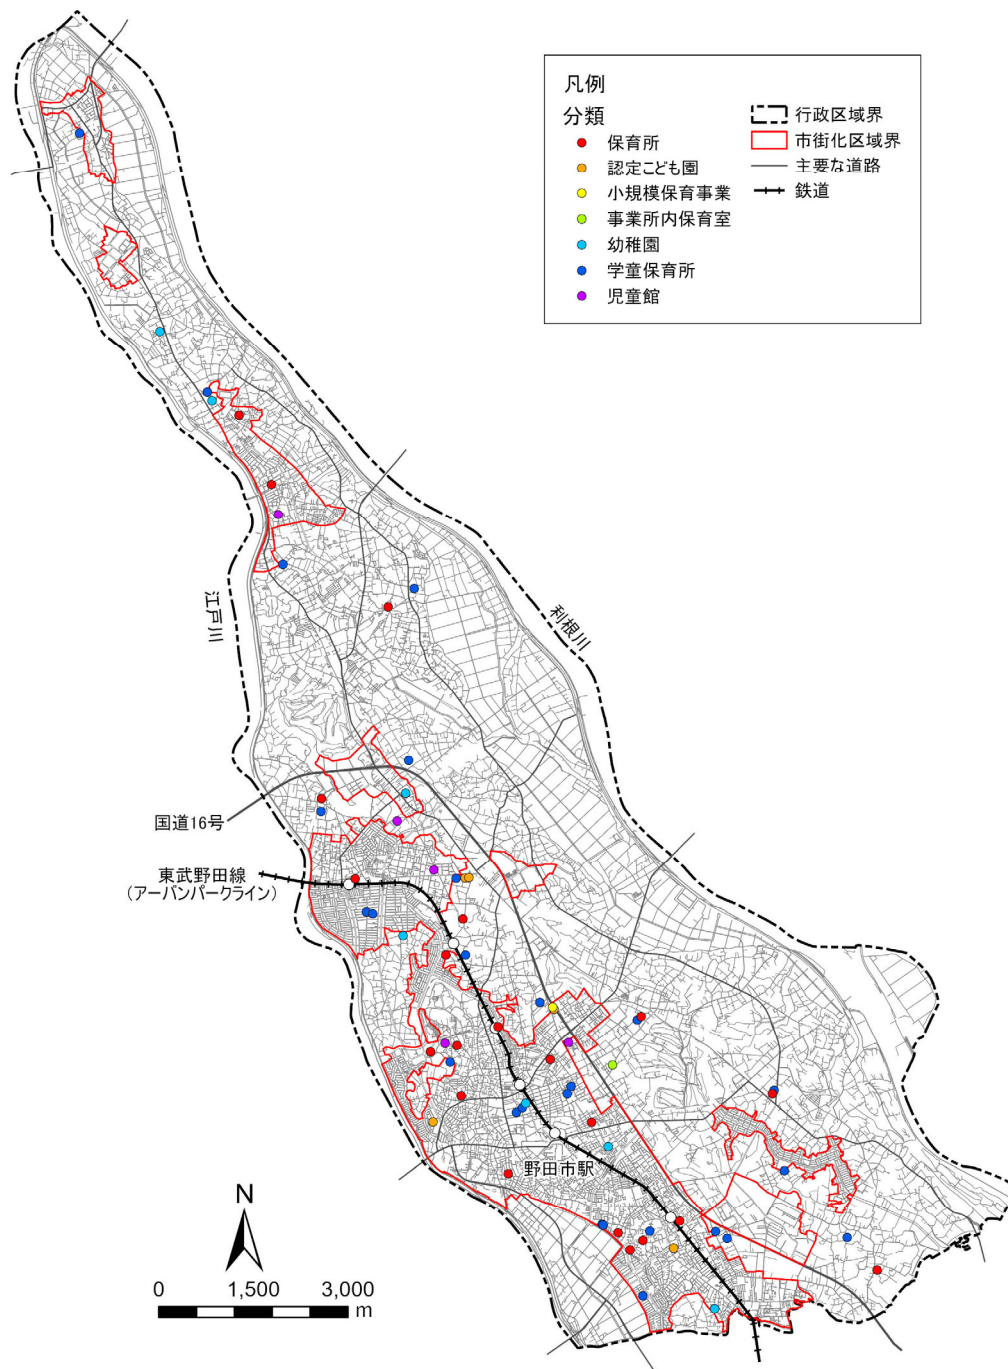 凡例
分類
保育所
認定こども園
小規模保育事業
事業所内保育室
幼稚園
学童保育所
児童館
行政区域界
市街化区域界
主要な道路
鉄道
江戸川
利根川
国道16号
東武野田線
（アーバンパークライン）
野田市駅
N
0 1,500 3,000
m